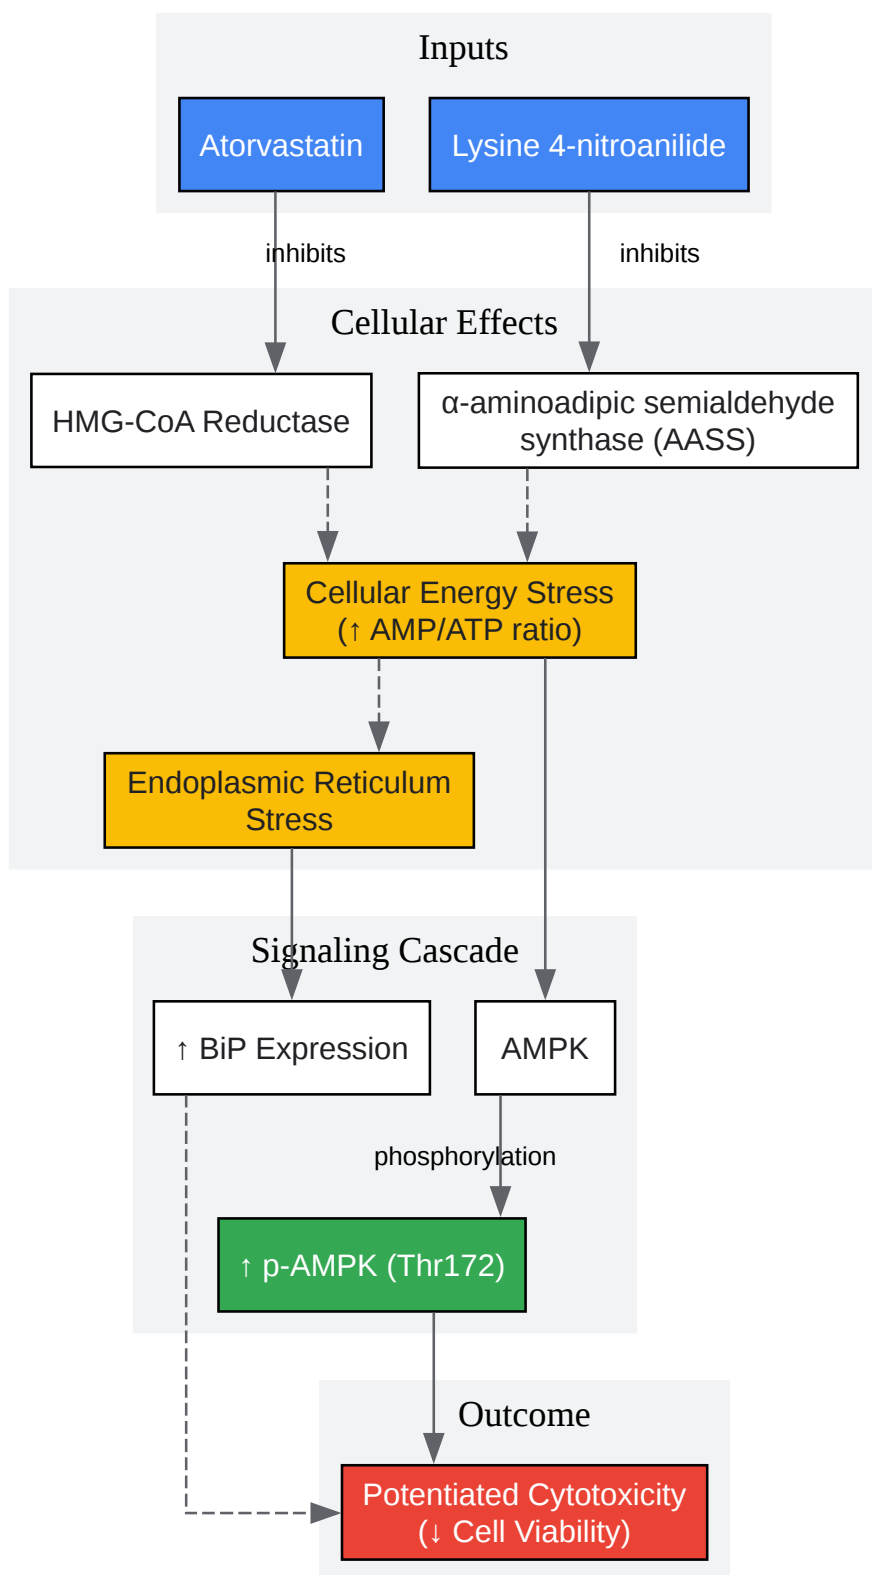 Inputs
Atorvastatin
Lysine 4-nitroanilide
inhibits
inhibits
Cellular Effects
HMG-CoA Reductase
α-aminoadipic semialdehyde
synthase (AASS)
Cellular Energy Stress
(↑ AMP/ATP ratio)
Endoplasmic Reticulum
Stress
Signaling Cascade
↑ BiP Expression
AMPK
phosphorylation
↑ p-AMPK (Thr172)
Outcome
Potentiated Cytotoxicity
(↓ Cell Viability)